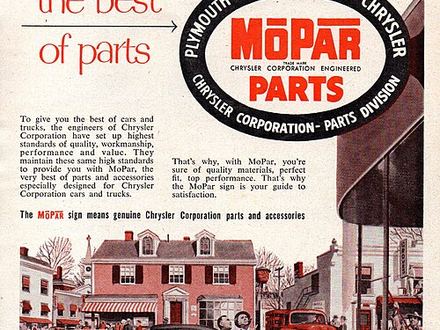 the best
of parts
PLYMOUTH
CHRYSLER
MōPAR
TRADE MARK
CHRYSLER CORPORATION ENGINEERED
PARTS
CHRYSLER CORPORATION - PARTS DIVISION
To give you the best of cars and
trucks, the engineers of Chrysler
Corporation have set up highest
standards of quality, workmanship,
performance and value. They
maintain these same high standards
to provide you with MoPar, the
very best of parts and accessories
especially designed for Chrysler
Corporation cars and trucks.
That's why, with MoPar, you're
sure of quality materials, perfect
fit, top performance. That's why
the MoPar sign is your guide to
satisfaction.
The MōPAR sign means genuine Chrysler Corporation parts and accessories